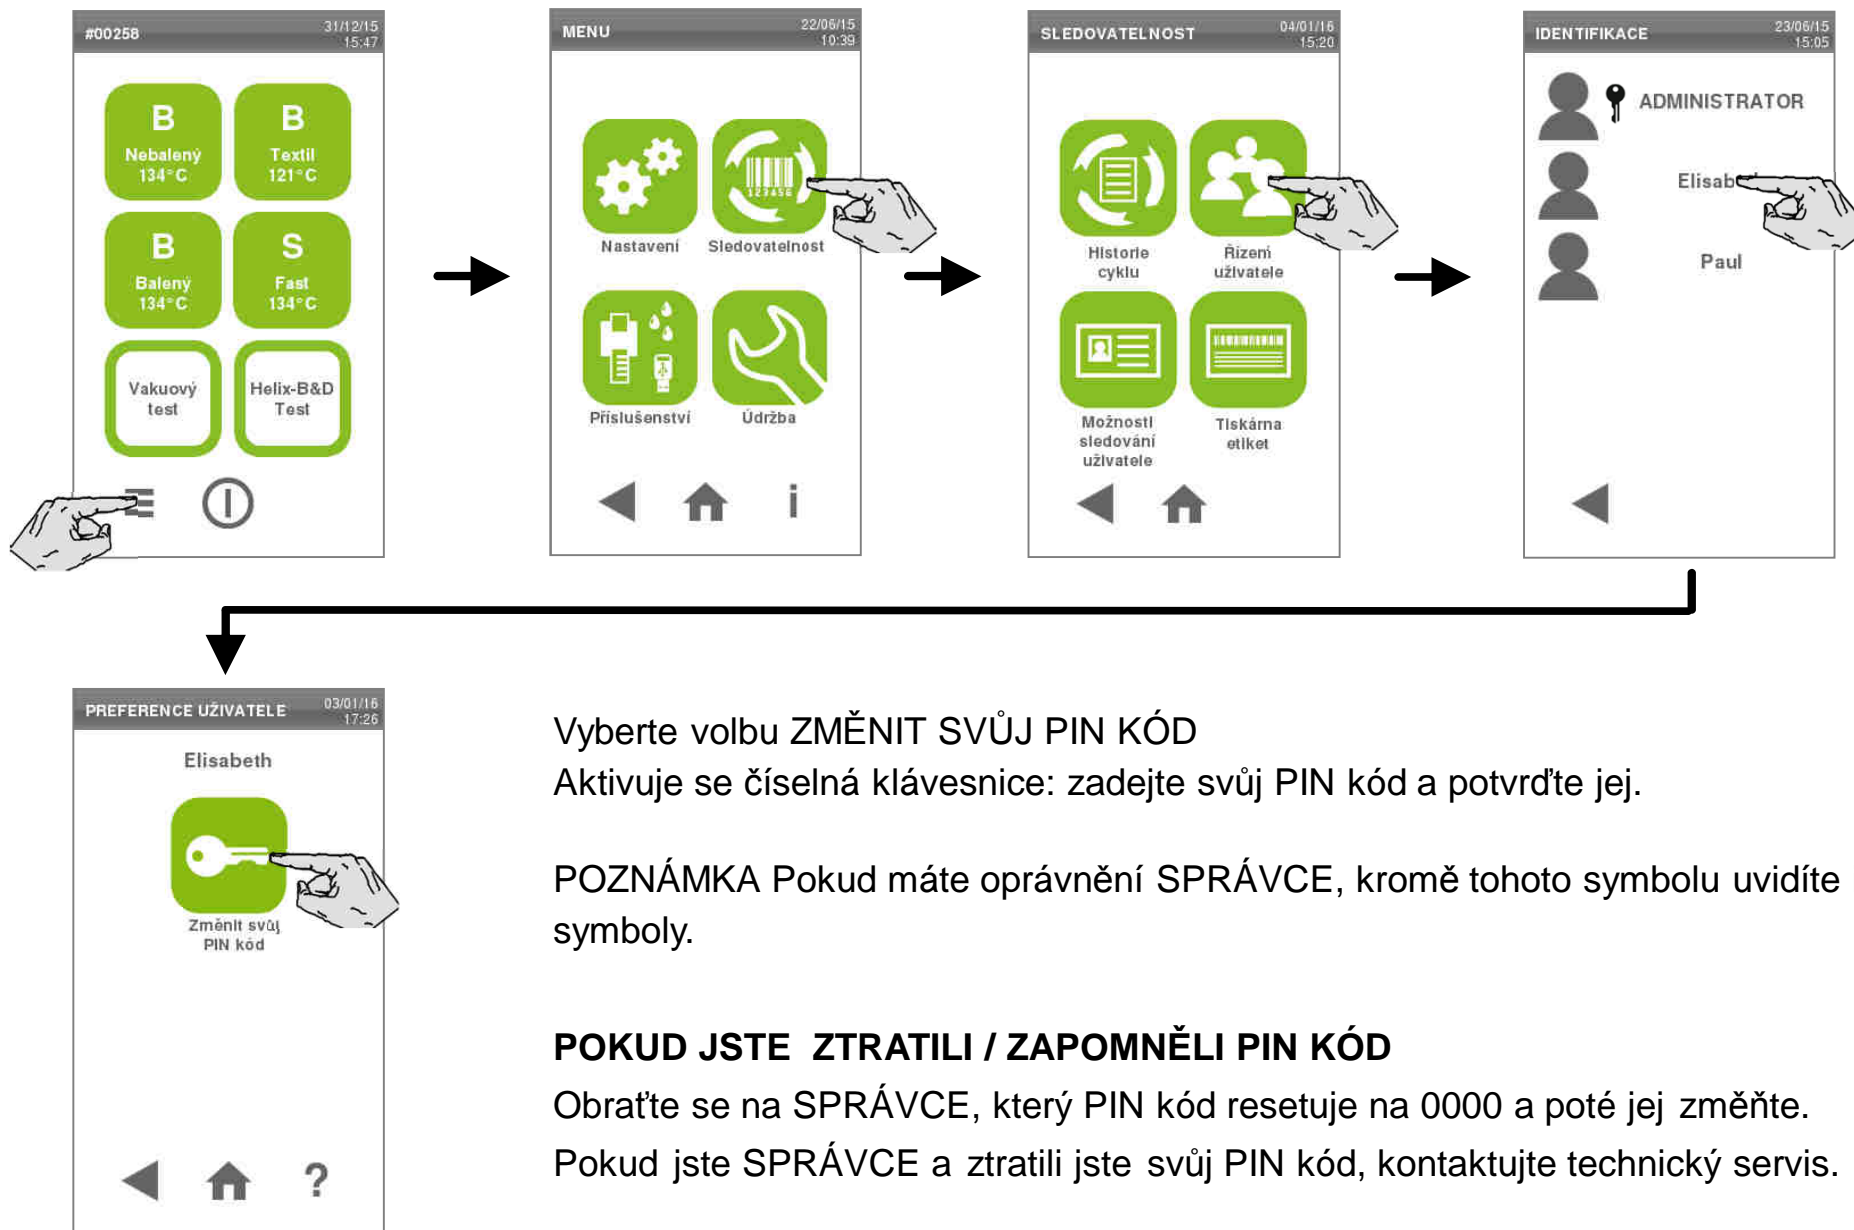 #00258
31/12/15
15:47
B
Nebalený
134°C
B
Textil
121°C
B
Balený
134°C
S
Fast
134°C
Vakuový
test
Helix-B&D
Test
MENU
22/06/15
10:39
123456
Nastavení
Sledovatelnost
Příslušenství
Údržba
i
SLEDOVATELNOST
04/01/16
15:20
Historie
cyklu
Řízení
uživatele
Možnosti
sledování
uživatele
Tiskárna
etiket
IDENTIFIKACE
23/06/15
15:05
ADMINISTRATOR
Paul
PREFERENCE UŽIVATELE
03/01/16
17:26
Elisabeth
Změnit svůj
PIN kód
?
Vyberte volbu ZMĚNIT SVŮJ PIN KÓD
Aktivuje se číselná klávesnice: zadejte svůj PIN kód a potvrďte jej.
POZNÁMKA Pokud máte oprávnění SPRÁVCE, kromě tohoto symbolu uvidíte
symboly.
POKUD JSTE ZTRATILI / ZAPOMNĚLI PIN KÓD
Obraťte se na SPRÁVCE, který PIN kód resetuje na 0000 a poté jej změňte.
Pokud jste SPRÁVCE a ztratili jste svůj PIN kód, kontaktujte technický servis.